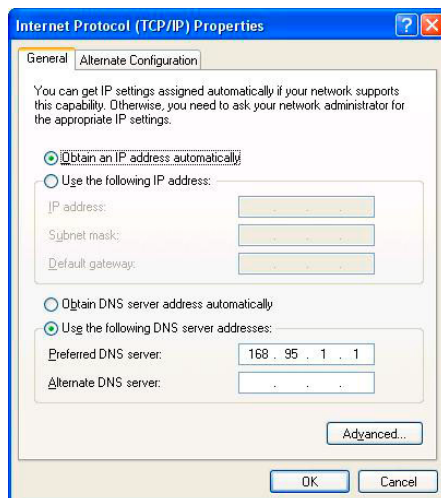 Internet Protocol (TCP/IP) Properties
General Alternate Configuration
You can get IP settings assigned automatically if your network supports
this capability. Otherwise, you need to ask your network administrator for
the appropriate IP settings.
Obtain an IP address automatically
Use the following IP address:
IP address:
Subnet mask:
Default gateway:
Obtain DNS server address automatically
Use the following DNS server addresses:
Preferred DNS server: 168 . 95 . 1 . 1
Alternate DNS server: . . .
Advanced...
OK Cancel